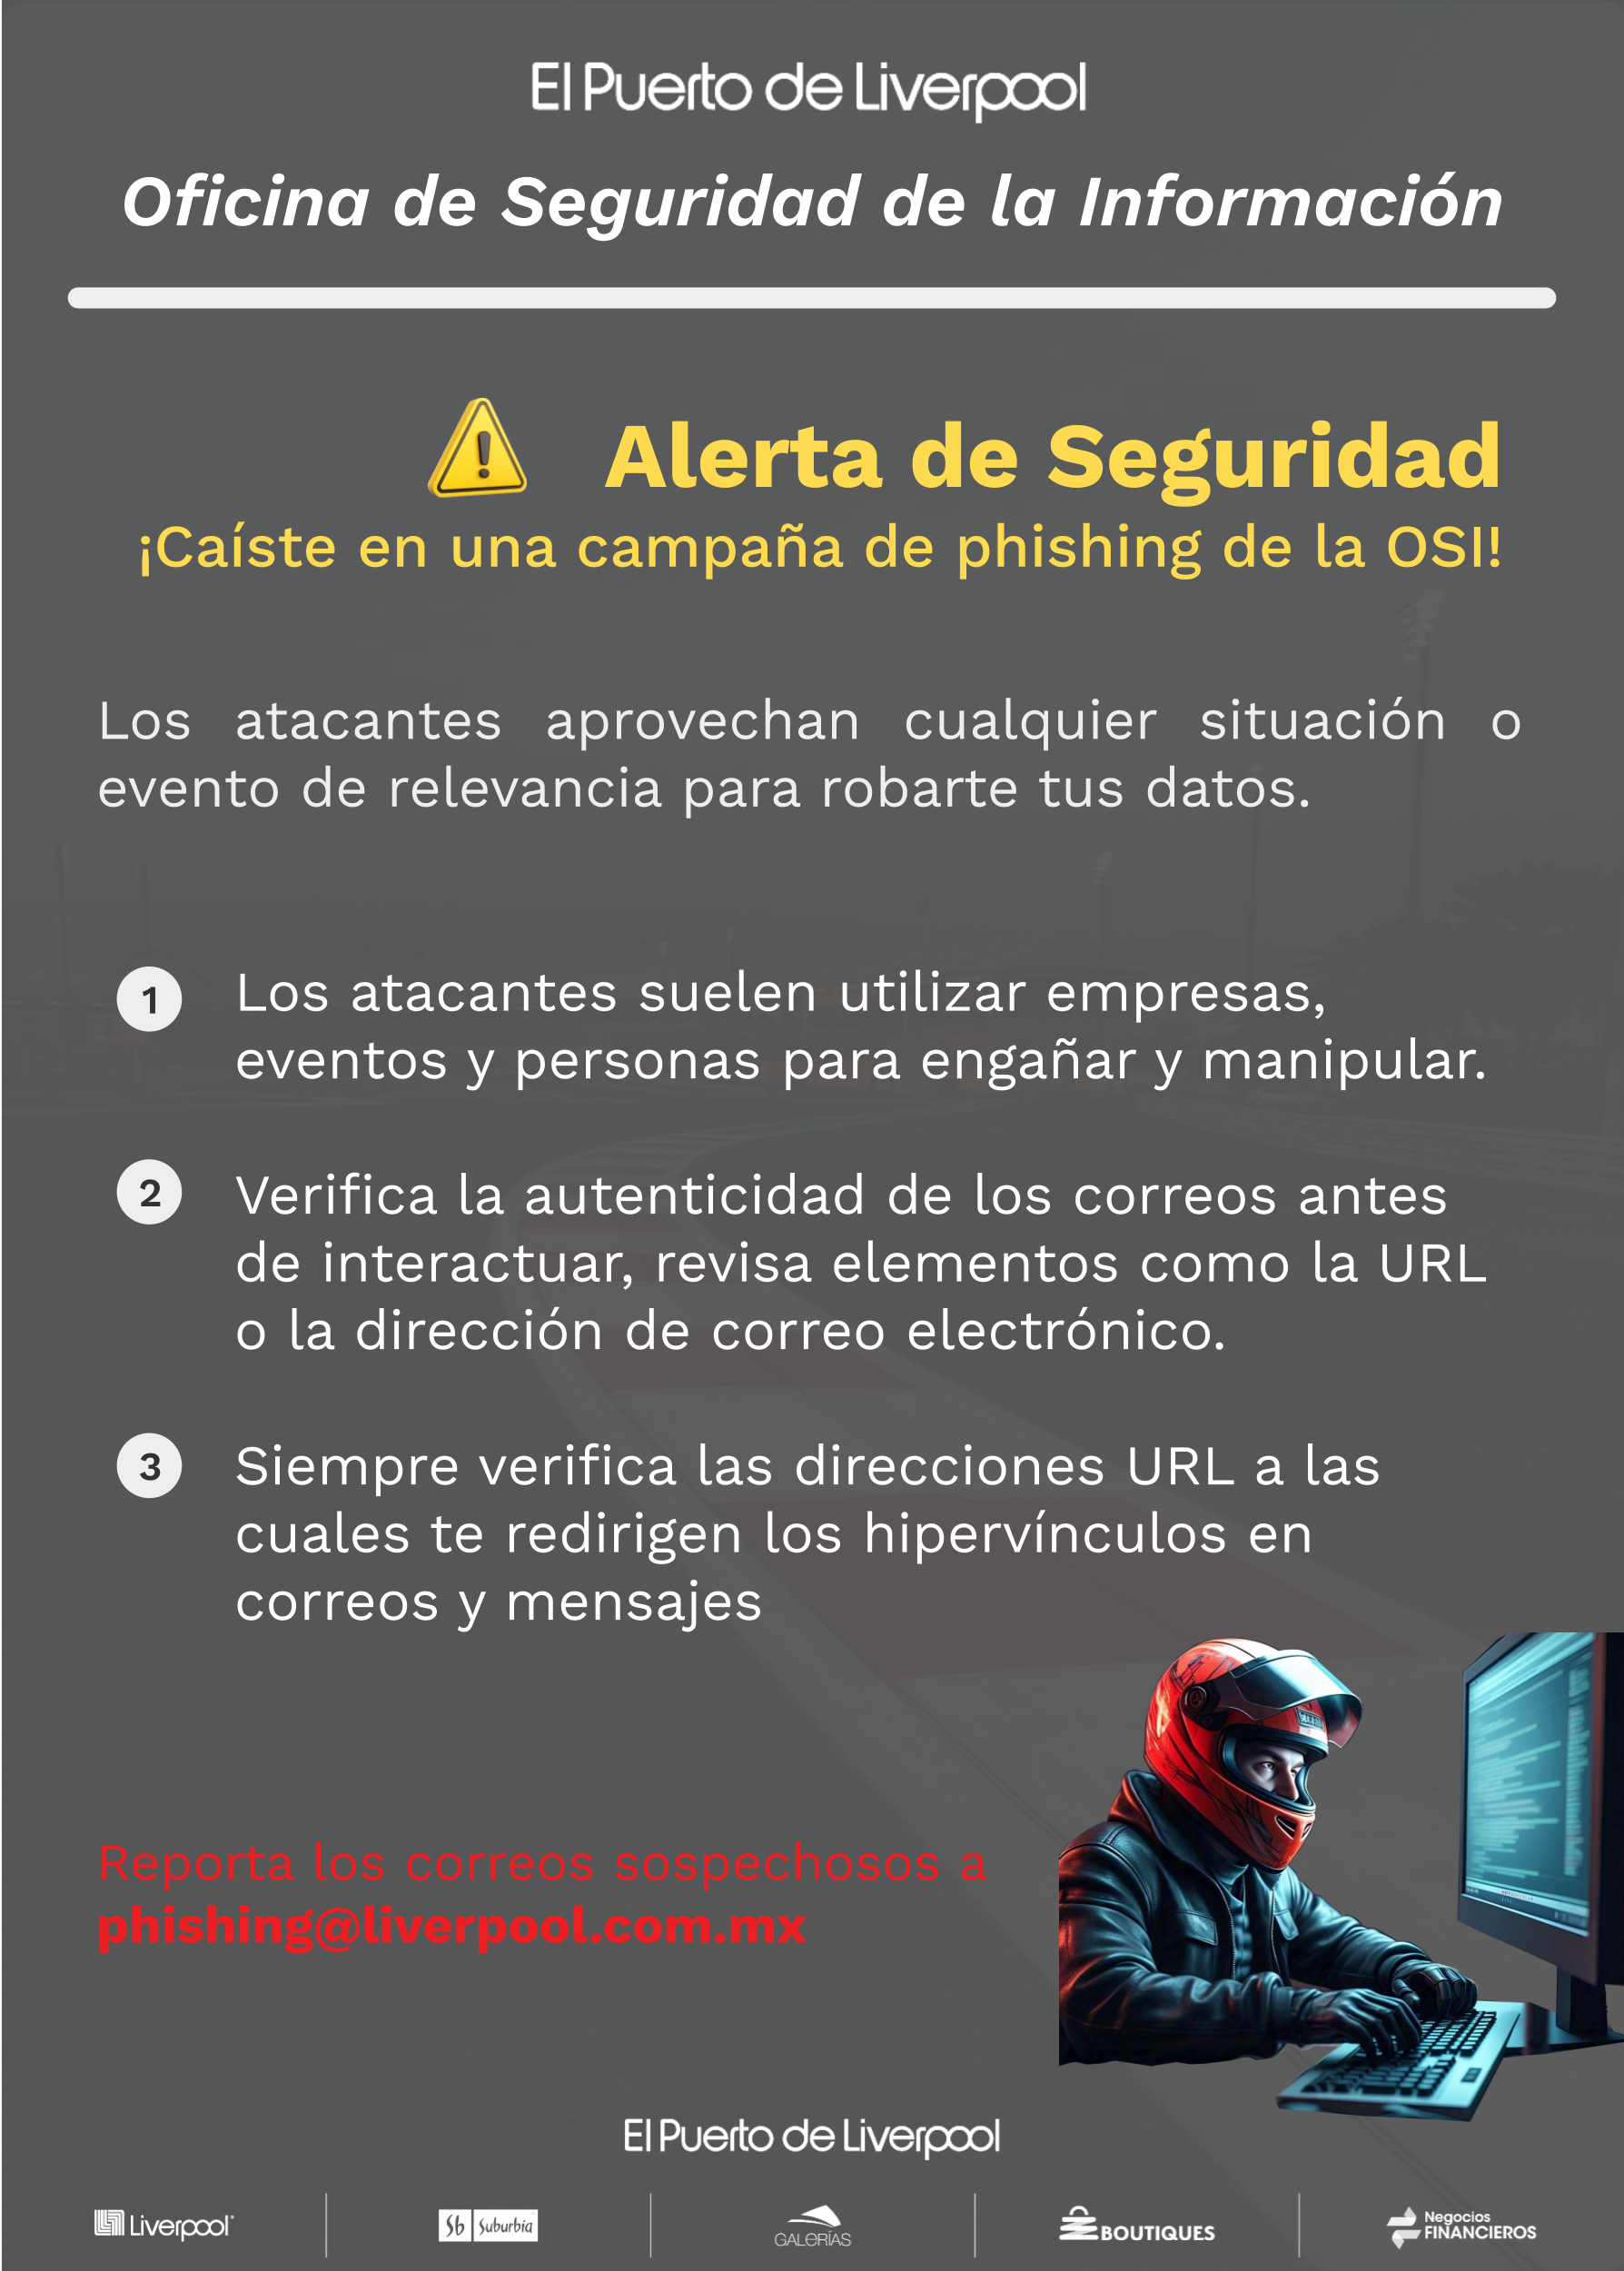 El Puerto de Liverpool
Oficina de Seguridad de la Información
Alerta de Seguridad
¡Caíste en una campaña de phishing de la OSI!
Los atacantes aprovechan cualquier situación o
evento de relevancia para robarte tus datos.
1
Los atacantes suelen utilizar empresas,
eventos y personas para engañar y manipular.
2
Verifica la autenticidad de los correos antes
de interactuar, revisa elementos como la URL
o la dirección de correo electrónico.
3
Siempre verifica las direcciones URL a las
cuales te redirigen los hipervínculos en
correos y mensajes
Reporta los correos sospechosos a
phishing@liverpool.com.mx
El Puerto de Liverpool
Liverpool
Sb Suburbia
GALERÍAS
BOUTIQUES
Negocios
FINANCIEROS